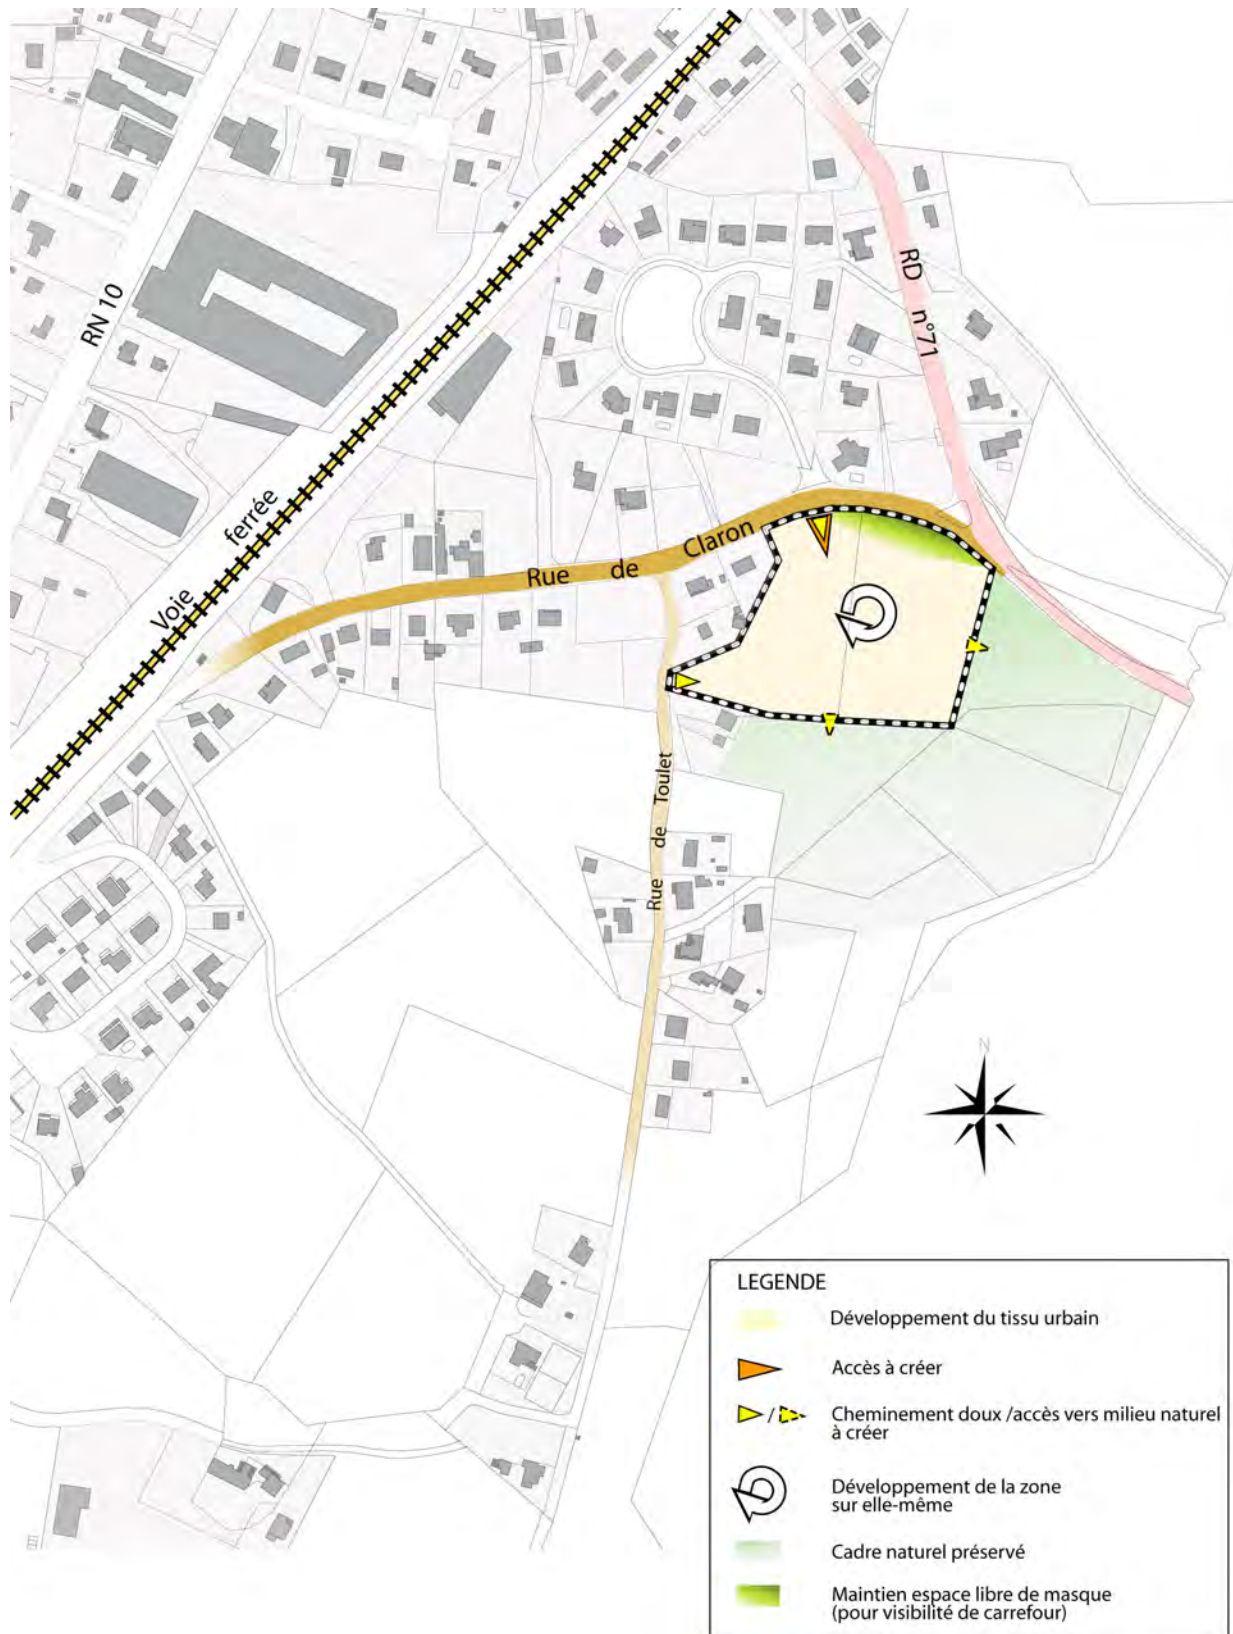 RN 10
RD n°71
Voie ferrée
Rue de Claron
Rue de Toulet
N
LEGENDE
Développement du tissu urbain
Accès à créer
/
Cheminement doux /accès vers milieu naturel
à créer
Développement de la zone
sur elle-même
Cadre naturel préservé
Maintien espace libre de masque
(pour visibilité de carrefour)